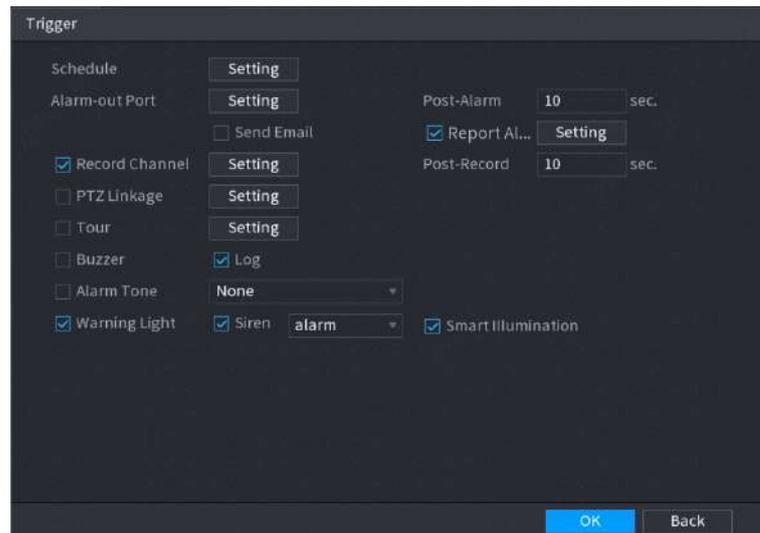 Trigger
Schedule Setting
Alarm-out Port Setting Post-Alarm 10 sec.
Send Email Report Al... Setting
Record Channel Setting Post-Record 10 sec.
PTZ Linkage Setting
Tour Setting
Buzzer Log
Alarm Tone None
Warning Light Siren alarm Smart Illumination
OK Back